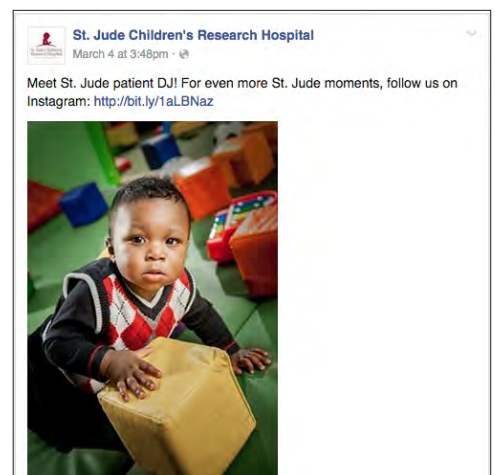 St. Jude Children's Research Hospital
March 4 at 3:48pm ·
Meet St. Jude patient DJ! For even more St. Jude moments, follow us on
Instagram: http://bit.ly/1aLBNaz